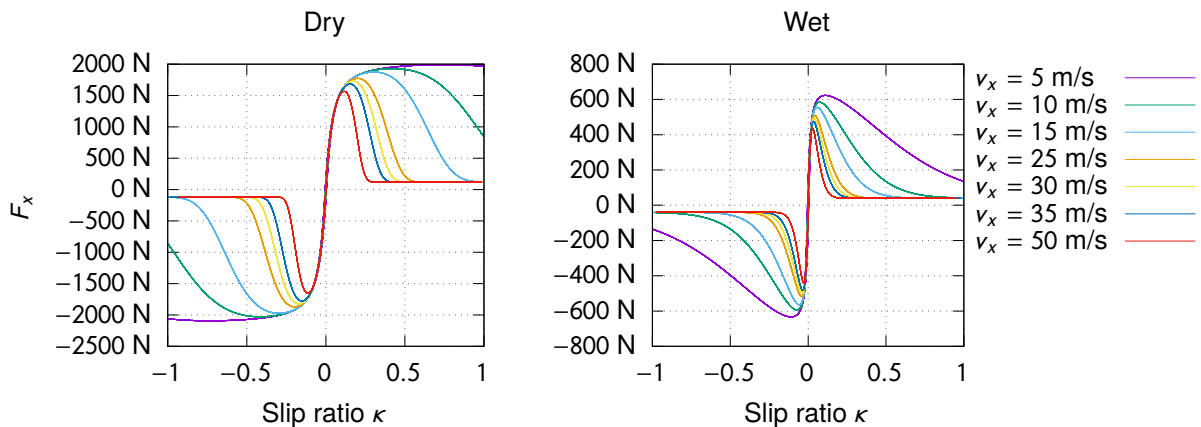 Dry
2000 N
1500 N
1000 N
500 N
0 N
−500 N
−1000 N
−1500 N
−2000 N
−2500 N
F_x
−1 −0.5 0 0.5 1
Slip ratio κ
Wet
800 N
600 N
400 N
200 N
0 N
−200 N
−400 N
−600 N
−800 N
−1 −0.5 0 0.5 1
Slip ratio κ
v_x = 5 m/s
v_x = 10 m/s
v_x = 15 m/s
v_x = 25 m/s
v_x = 30 m/s
v_x = 35 m/s
v_x = 50 m/s